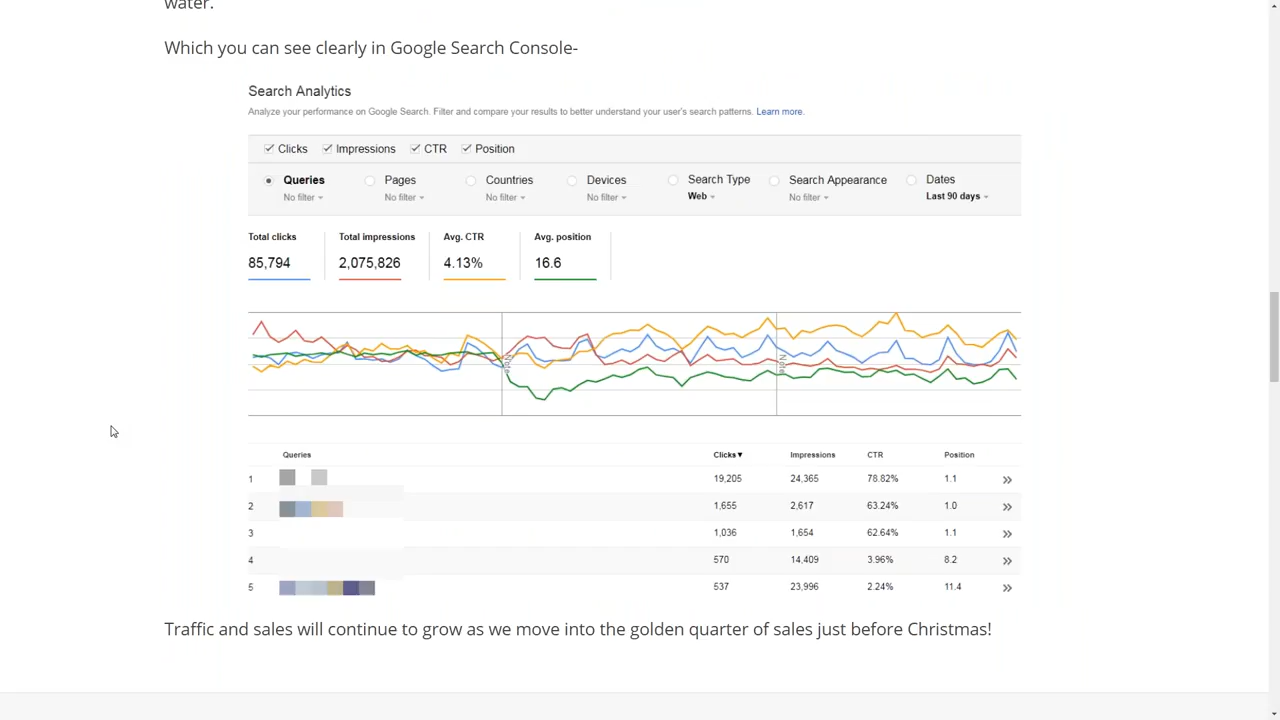 water.
Which you can see clearly in Google Search Console-
Search Analytics
Analyze your performance on Google Search. Filter and compare your results to better understand your user's search patterns. Learn more.
Clicks Impressions CTR Position
Queries Pages Countries Devices Search Type Search Appearance Dates
No filter No filter No filter No filter Web No filter Last 90 days
Total clicks Total impressions Avg. CTR Avg. position
85,794 2,075,826 4.13% 16.6
Note Note
Queries Clicks▼ Impressions CTR Position
1 19,205 24,365 78.82% 1.1 »
2 1,655 2,617 63.24% 1.0 »
3 1,036 1,654 62.64% 1.1 »
4 570 14,409 3.96% 8.2 »
5 537 23,996 2.24% 11.4 »
Traffic and sales will continue to grow as we move into the golden quarter of sales just before Christmas!